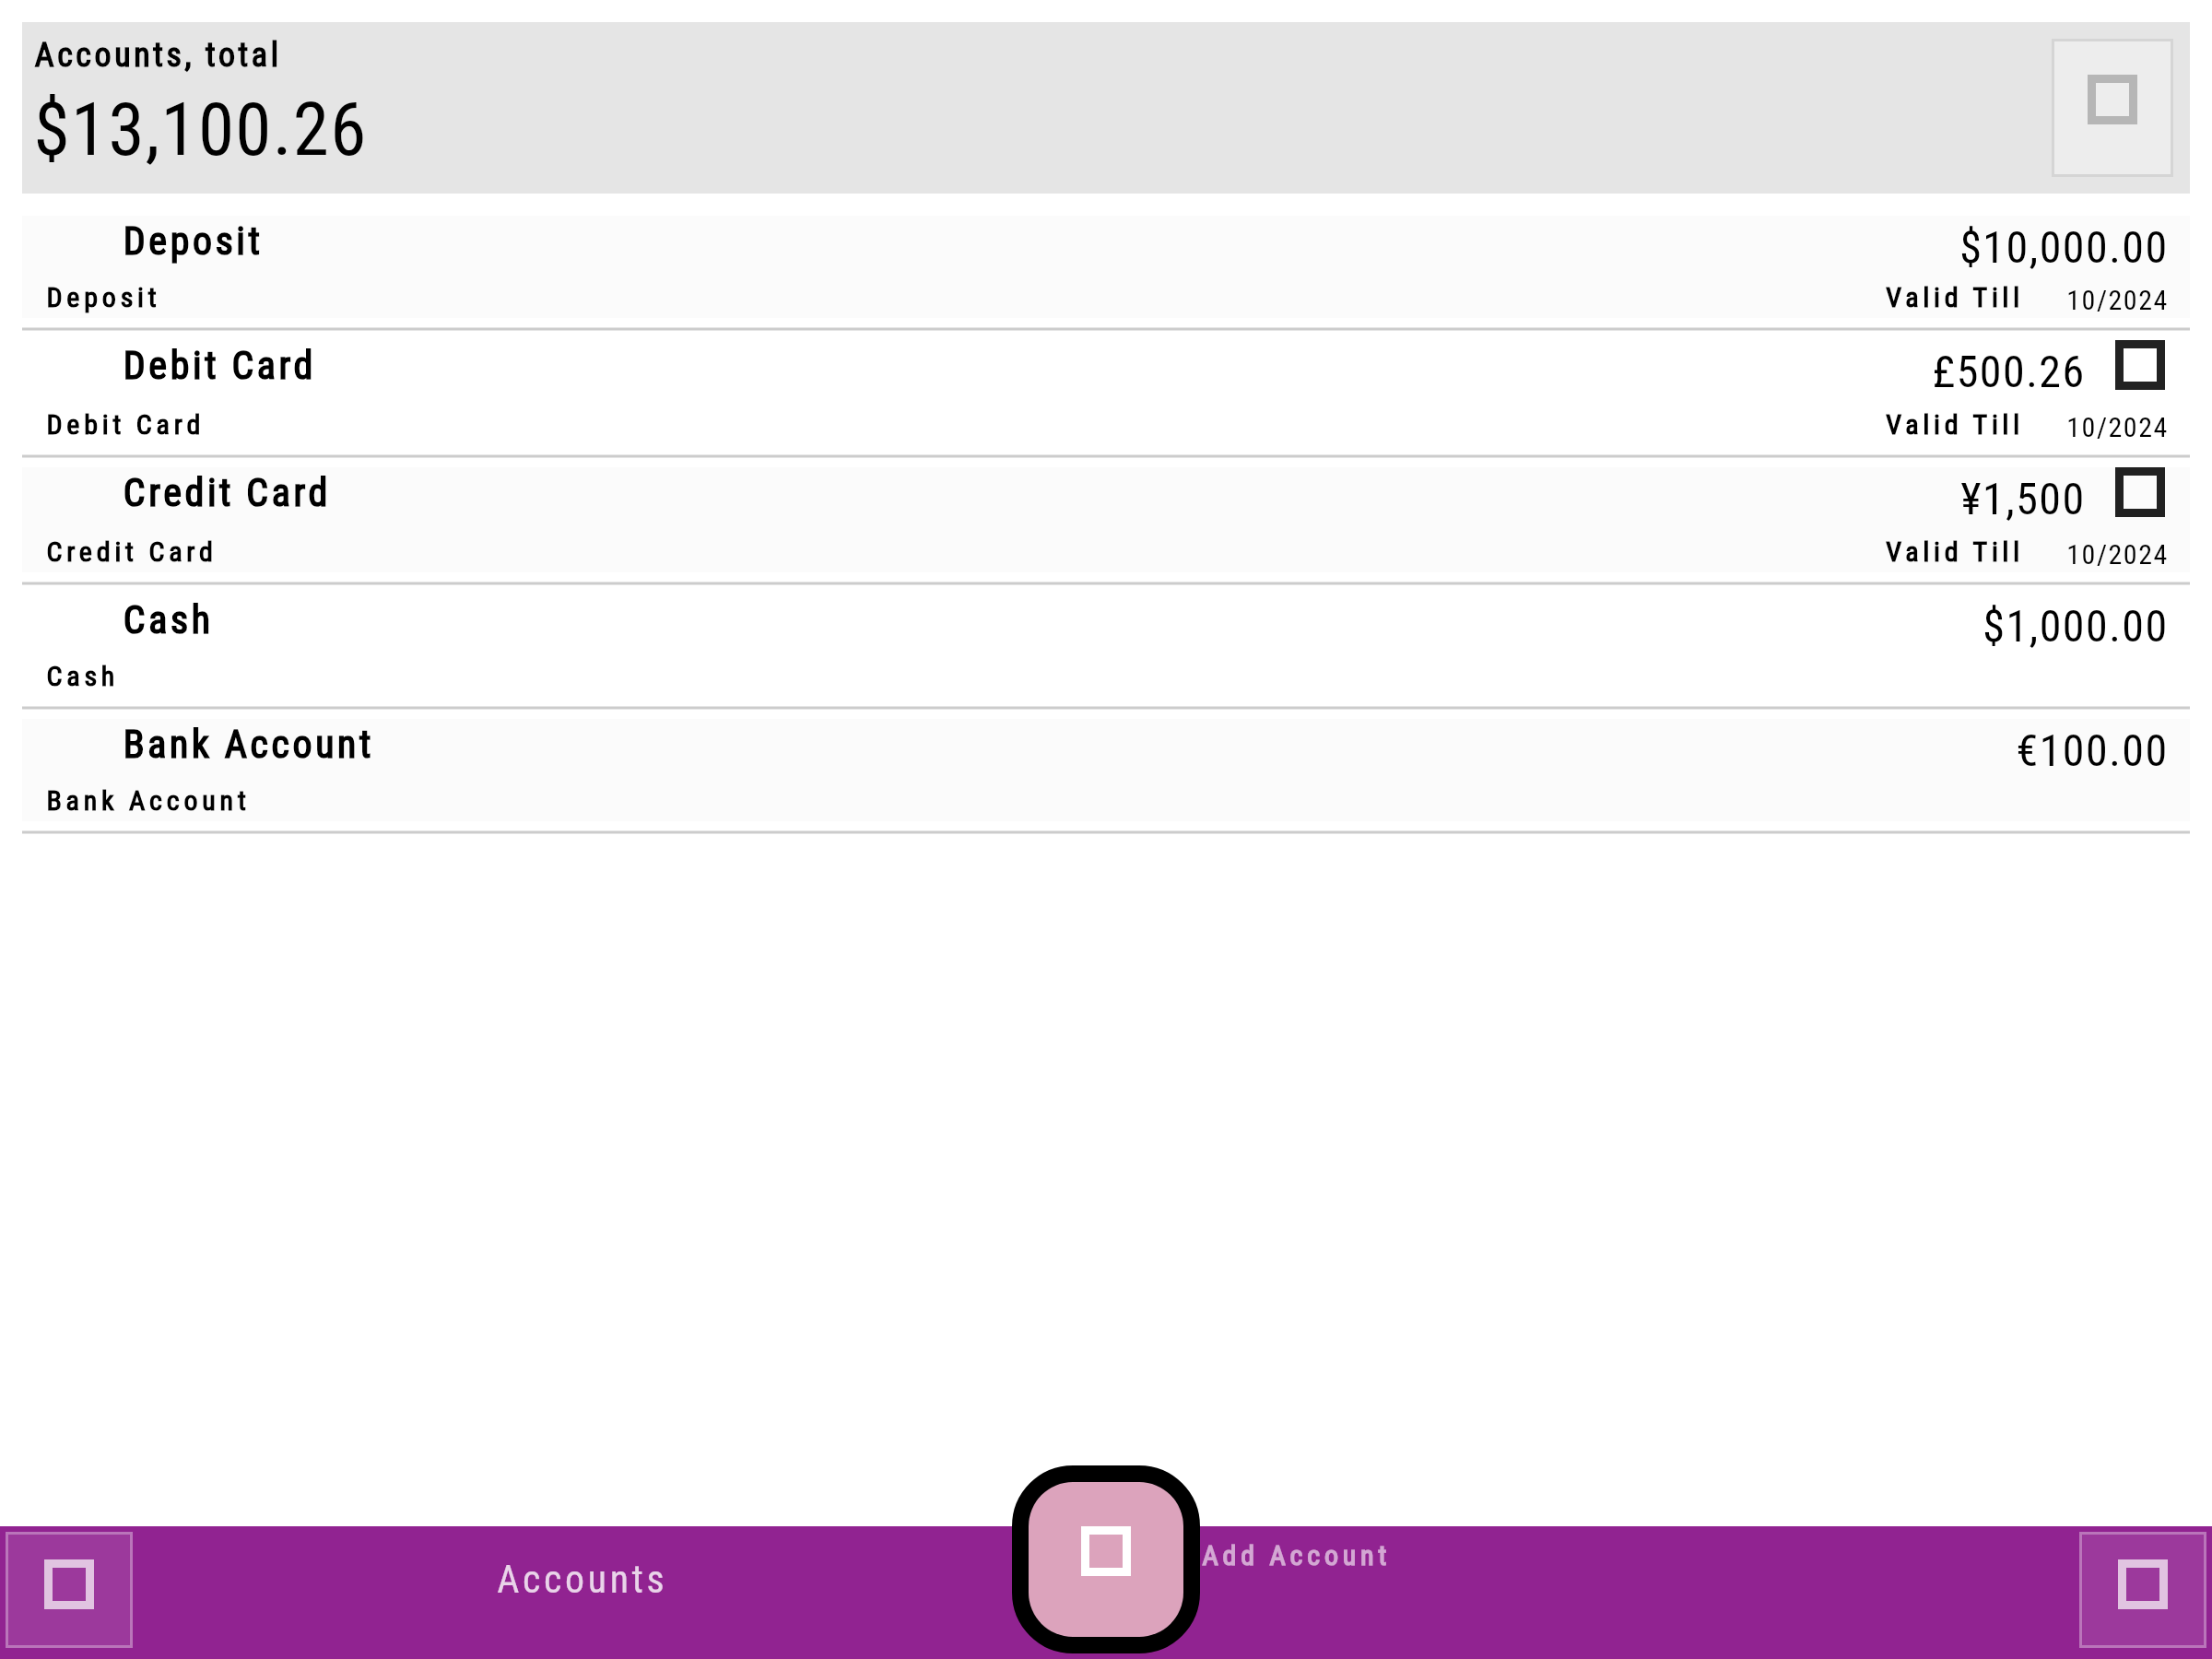 Accounts, total
$13,100.26
Deposit
$10,000.00
Deposit
Valid Till 10/2024
Debit Card
£500.26
Debit Card
Valid Till 10/2024
Credit Card
¥1,500
Credit Card
Valid Till 10/2024
Cash
$1,000.00
Cash
Bank Account
€100.00
Bank Account
Accounts
Add Account